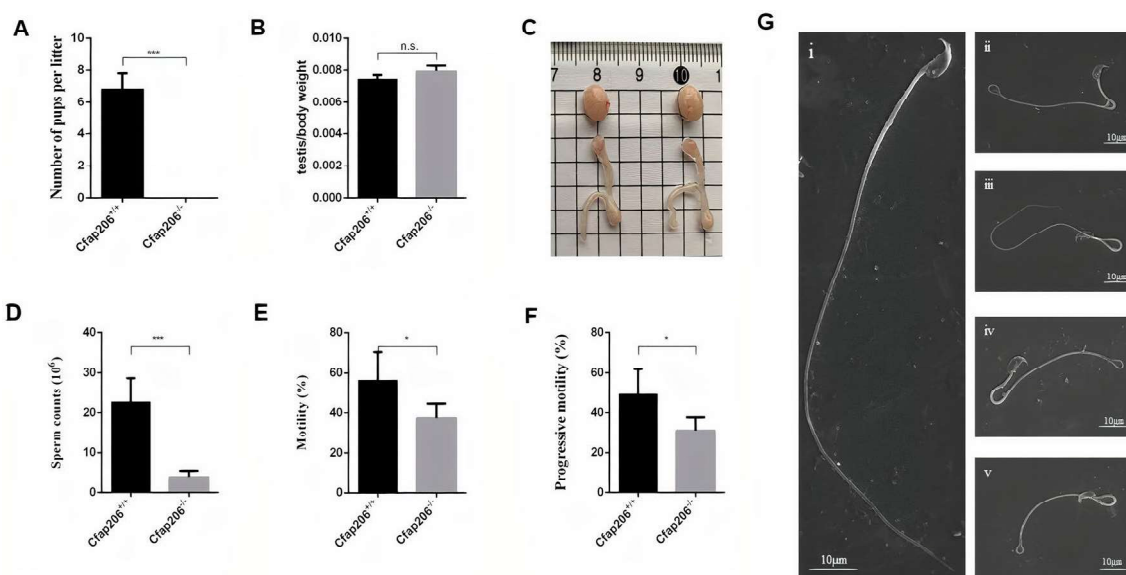 A
Number of pups per litter
10
8
6
4
2
0
***
Cfap206+/+
Cfap206-/-
B
testis/body weight
0.010
0.008
0.006
0.004
0.002
0.000
n.s.
Cfap206+/+
Cfap206-/-
C
7 8 9 10 1
D
Sperm counts (10⁶)
40
30
20
10
0
***
Cfap206+/+
Cfap206-/-
E
Motility (%)
80
60
40
20
0
*
Cfap206+/+
Cfap206-/-
F
Progressive motility (%)
80
60
40
20
0
*
Cfap206+/+
Cfap206-/-
G
i
10μm
ii
10μm
iii
10μm
iv
10μm
v
10μm